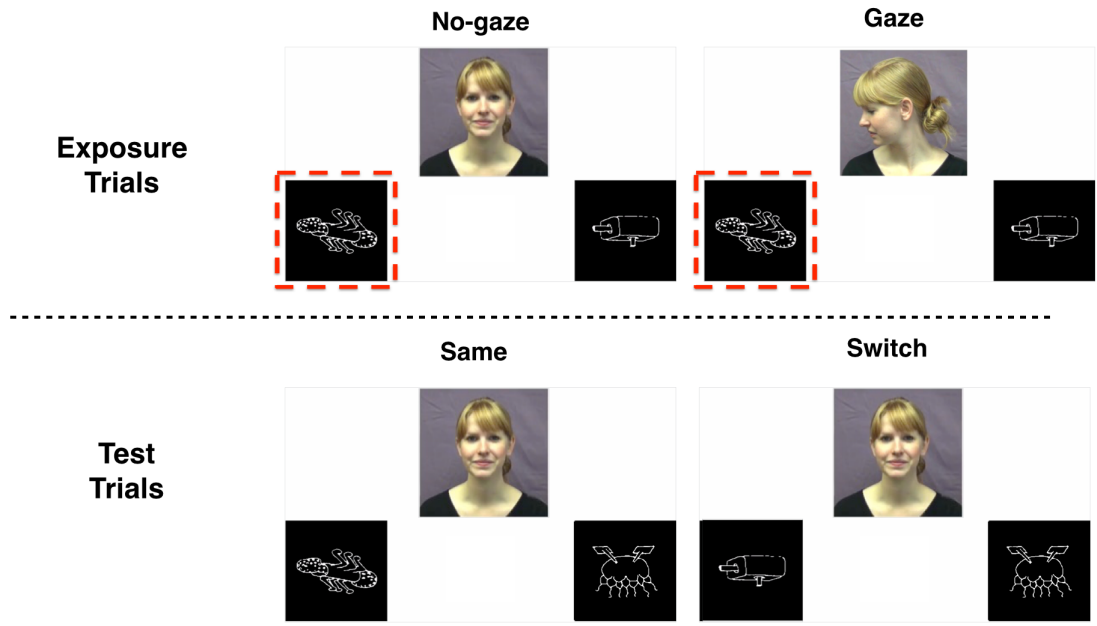 No-gaze
Gaze
Exposure
Trials
Same
Switch
Test
Trials